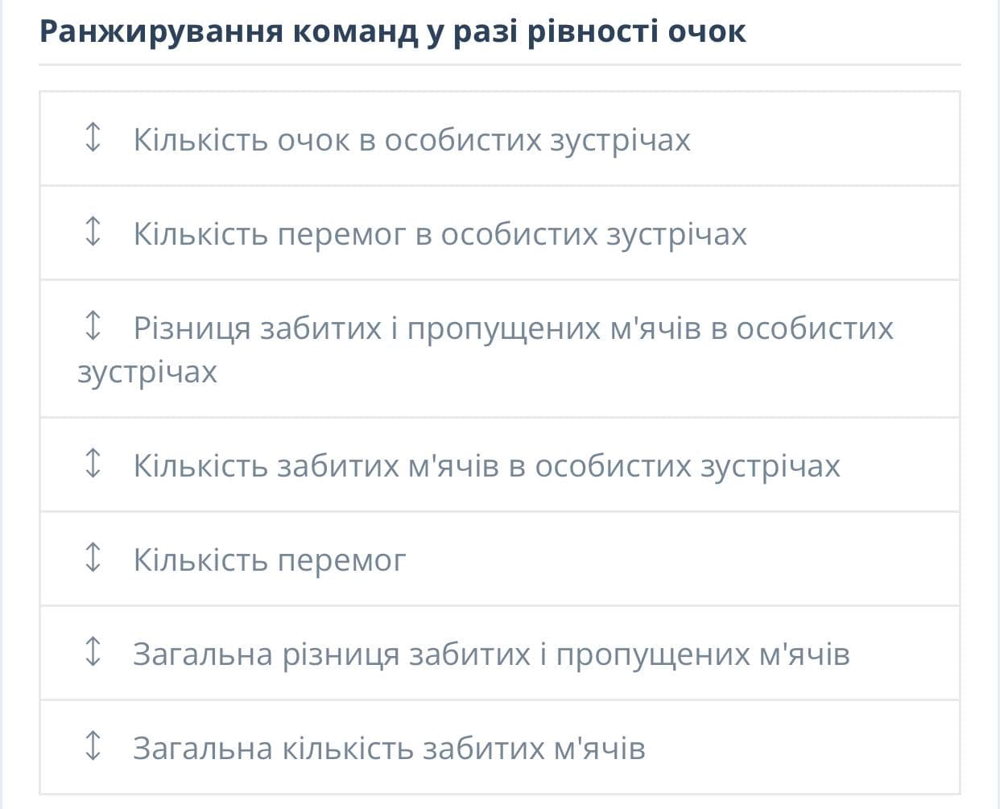 Ранжирування команд у разі рівності очок
Кількість очок в особистих зустрічах
Кількість перемог в особистих зустрічах
Різниця забитих і пропущених м'ячів в особистих
зустрічах
Кількість забитих м'ячів в особистих зустрічах
Кількість перемог
Загальна різниця забитих і пропущених м'ячів
Загальна кількість забитих м'ячів